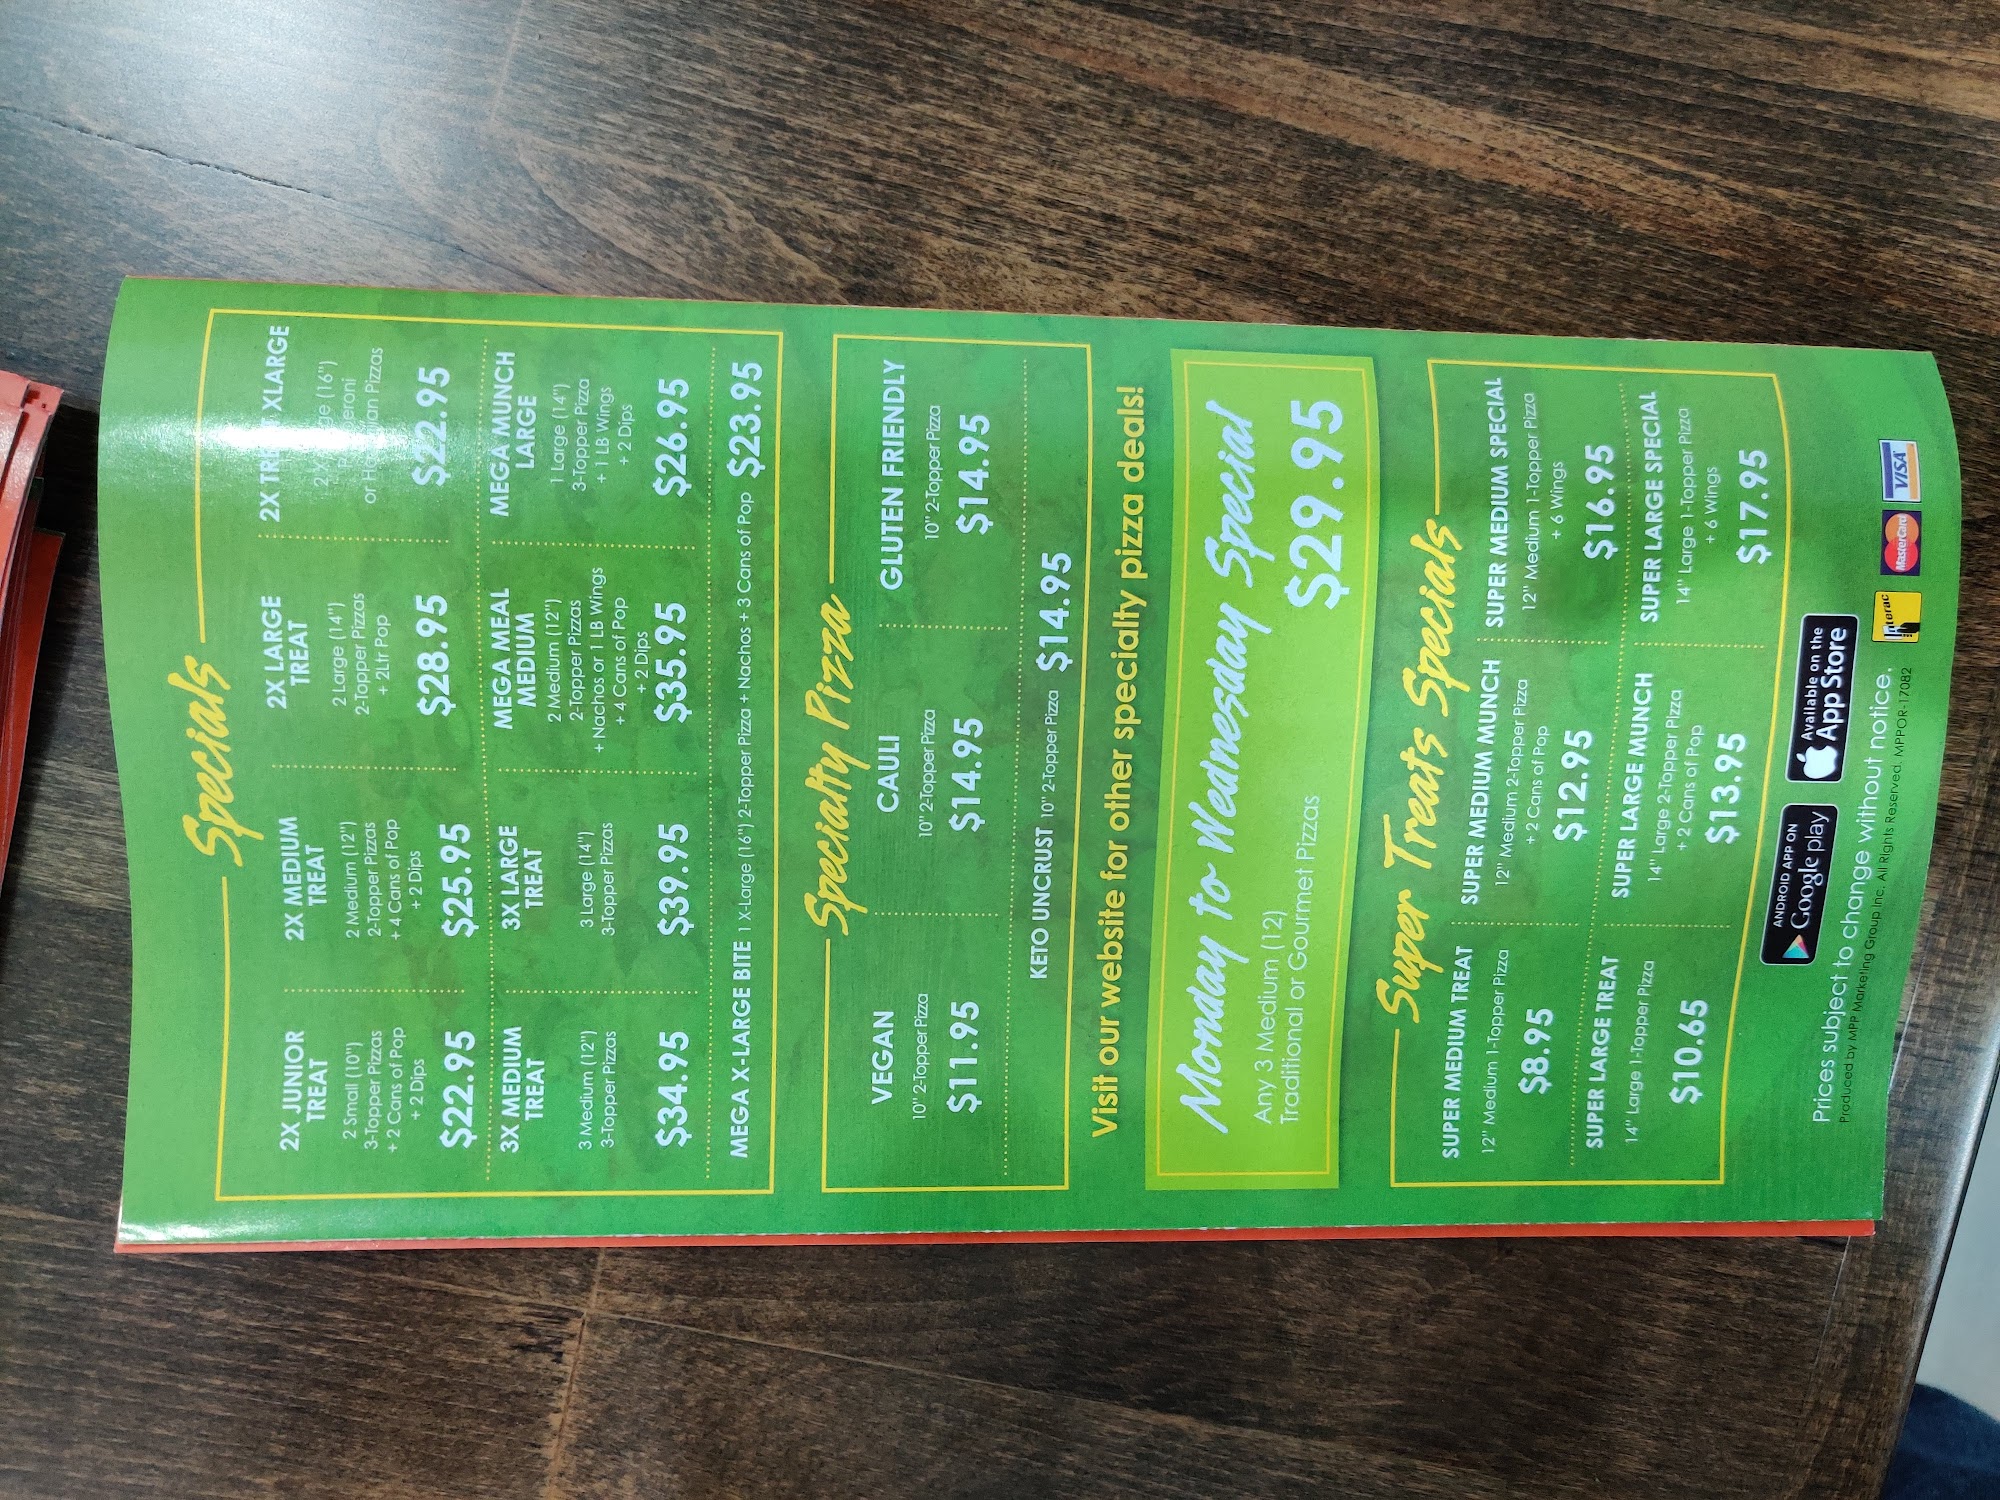 Specials
2X JUNIOR
TREAT
2 Small (10")
3-Topper Pizzas
+ 2 Cans of Pop
+ 2 Dips
$22.95
2X MEDIUM
TREAT
2 Medium (12")
2-Topper Pizzas
+ 4 Cans of Pop
+ 2 Dips
$25.95
2X LARGE
TREAT
2 Large (14")
2-Topper Pizzas
+ 2Ltr Pop
$28.95
2X XLARGE
2 (16")
Pepperoni
or Hawaiian Pizzas
$22.95
3X MEDIUM
TREAT
3 Medium (12")
3-Topper Pizzas
$34.95
3X LARGE
TREAT
3 Large (14")
3-Topper Pizzas
$39.95
MEGA MEAL
MEDIUM
2 Medium (12")
2-Topper Pizzas
+ Nachos or 1 LB Wings
+ 4 Cans of Pop
+ 2 Dips
$35.95
MEGA MUNCH
LARGE
1 Large (14")
3-Topper Pizza
+ 1 LB Wings
+ 2 Dips
$26.95
MEGA X-LARGE BITE 1 X-Large (16") 2-Topper Pizza + Nachos + 3 Cans of Pop $23.95
Specialty Pizza
VEGAN
10" 2-Topper Pizza
$11.95
CAULI
10" 2-Topper Pizza
$14.95
GLUTEN FRIENDLY
10" 2-Topper Pizza
$14.95
KETO UNCRUST 10" 2-Topper Pizza $14.95
Visit our website for other specialty pizza deals!
Monday to Wednesday Special
Any 3 Medium (12)
Traditional or Gourmet Pizzas
$29.95
Super Treats Specials
SUPER MEDIUM TREAT
12" Medium 1-Topper Pizza
$8.95
SUPER MEDIUM MUNCH
12" Medium 2-Topper Pizza
+ 2 Cans of Pop
$12.95
SUPER MEDIUM SPECIAL
12" Medium 1-Topper Pizza
+ 6 Wings
$16.95
SUPER LARGE TREAT
14" Large 1-Topper Pizza
$10.65
SUPER LARGE MUNCH
14" Large 2-Topper Pizza
+ 2 Cans of Pop
$13.95
SUPER LARGE SPECIAL
14" Large 1-Topper Pizza
+ 6 Wings
$17.95
ANDROID APP ON
Google play
Available on the
App Store
Interac
MasterCard
VISA
Prices subject to change without notice.
Produced by MPP Marketing Group Inc. All Rights Reserved. MPPOR-17082